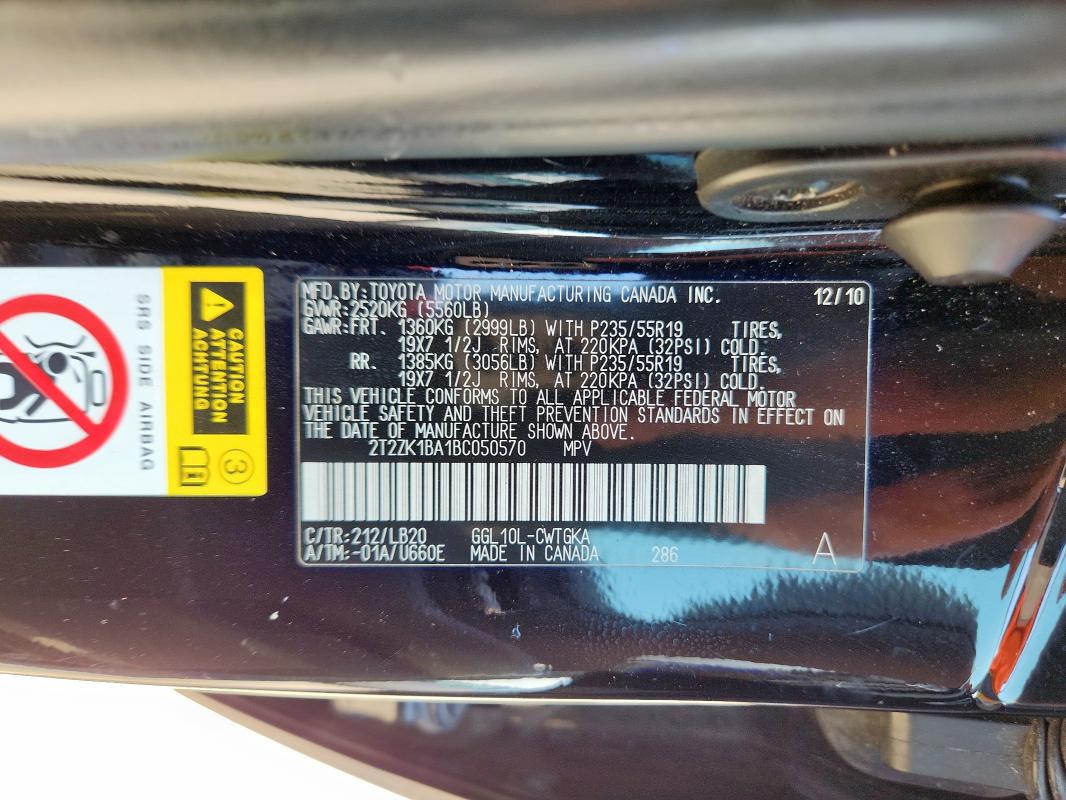 MFD. BY: TOYOTA MOTOR MANUFACTURING CANADA INC. 12/10
GVWR: 2520KG (5560LB)
GAWR: FRT. 1360KG (2999LB) WITH P235/55R19 TIRES,
19X7 1/2J RIMS, AT 220KPA (32PSI) COLD.
RR. 1385KG (3056LB) WITH P235/55R19 TIRES,
19X7 1/2J RIMS, AT 220KPA (32PSI) COLD.
THIS VEHICLE CONFORMS TO ALL APPLICABLE FEDERAL MOTOR
VEHICLE SAFETY AND THEFT PREVENTION STANDARDS IN EFFECT ON
THE DATE OF MANUFACTURE SHOWN ABOVE.
2T2ZK1BA1BC050570 MPV
C/TR: 212/LB20 GGL10L-CWTGKA
A/TM: -01A/U660E MADE IN CANADA 286 A
CAUTION
ATTENTION
ACHTUNG
3
SRS SIDE AIRBAG